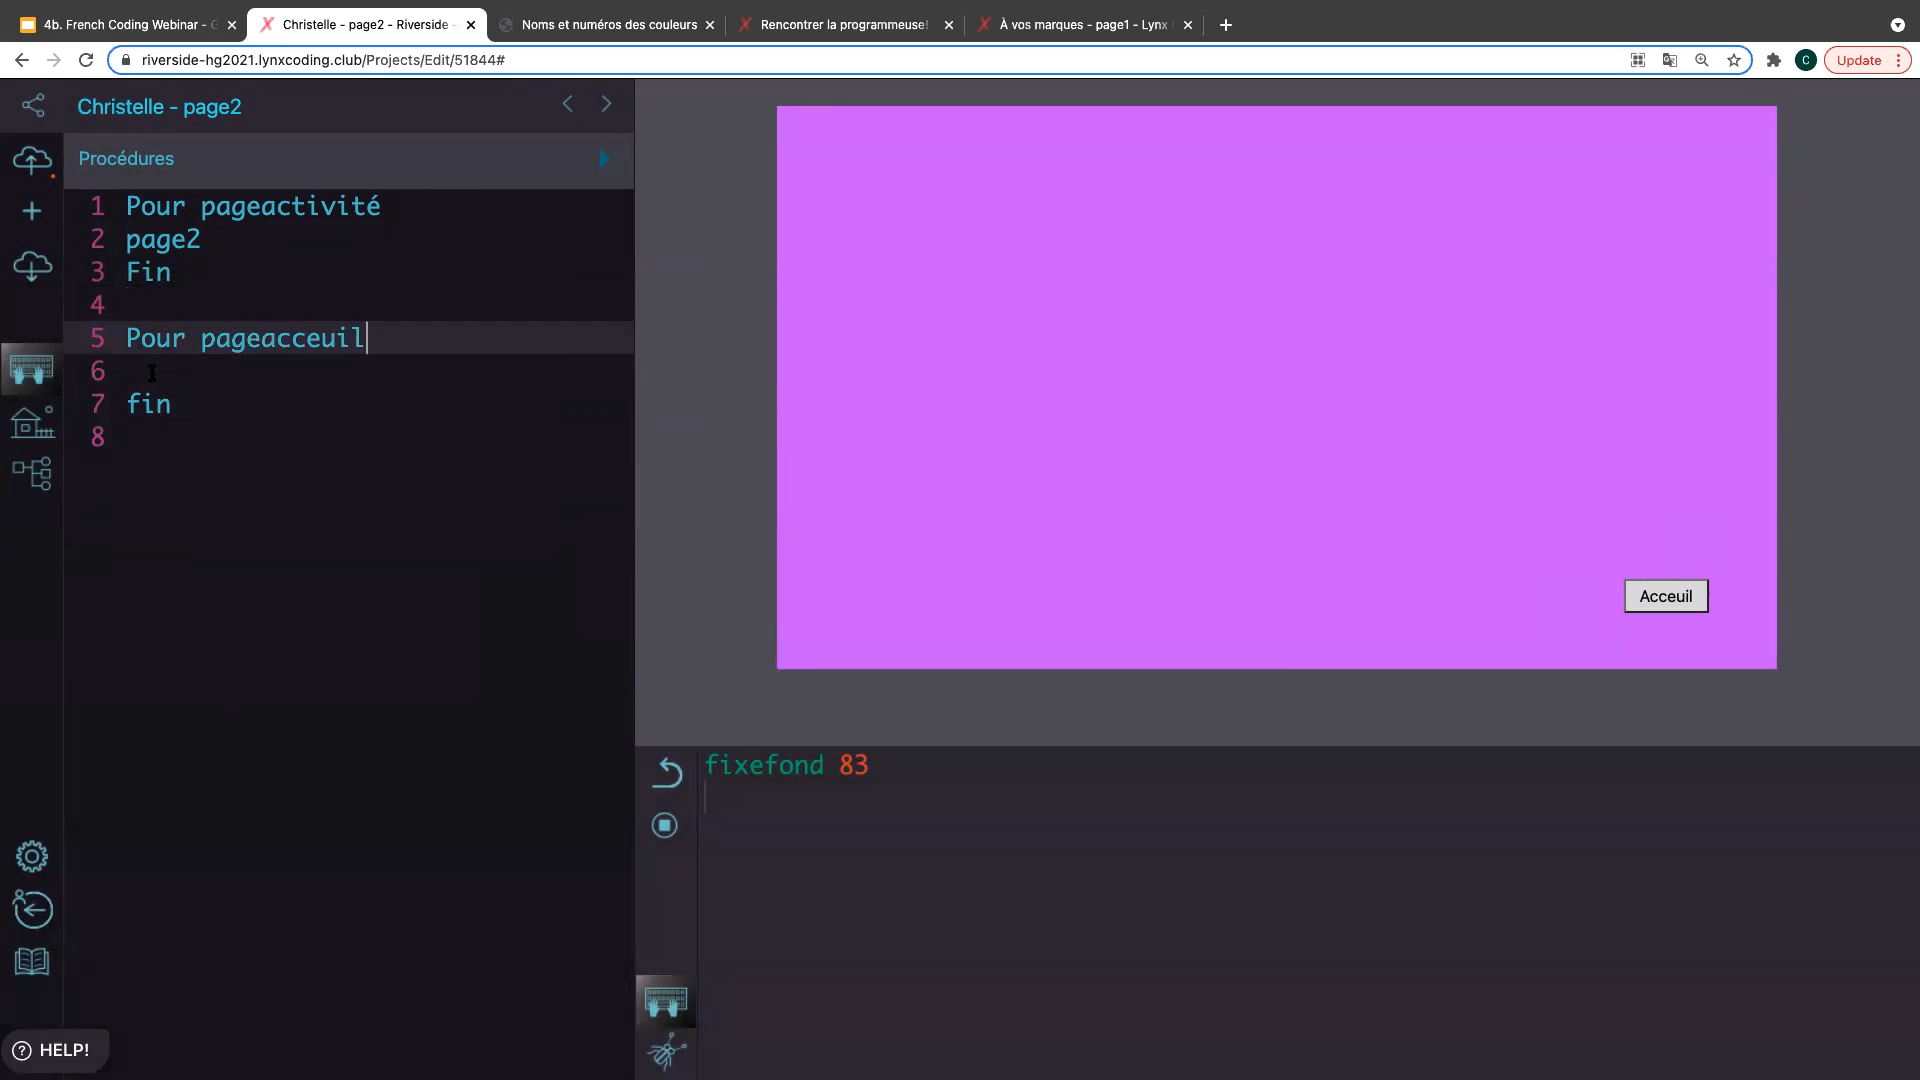 4b. French Coding Webinar - G
Christelle - page2 - Riverside -
Noms et numéros des couleurs
Rencontrer la programmeuse!
À vos marques - page1 - Lynx
riverside-hg2021.lynxcoding.club/Projects/Edit/51844#
C
Update
Christelle - page2
Procédures
1 Pour pageactivité
2 page2
3 Fin
4
5 Pour pageacceuil
6
7 fin
8
Acceuil
fixefond 83
? HELP!